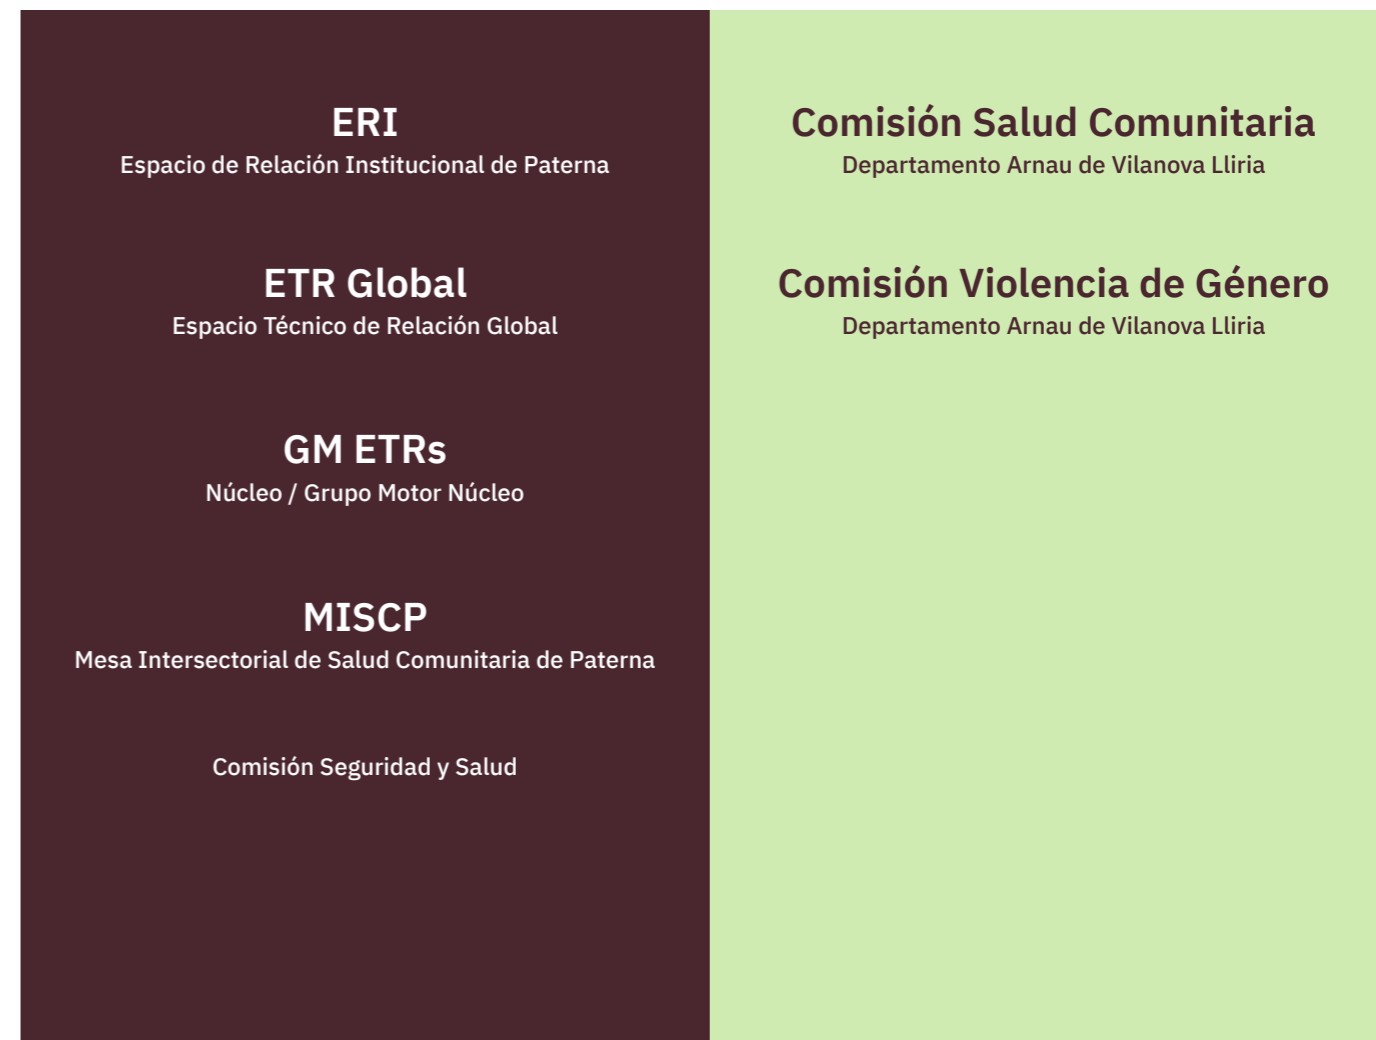 ERI
Espacio de Relación Institucional de Paterna
ETR Global
Espacio Técnico de Relación Global
GM ETRs
Núcleo / Grupo Motor Núcleo
MISCP
Mesa Intersectorial de Salud Comunitaria de Paterna
Comisión Seguridad y Salud
Comisión Salud Comunitaria
Departamento Arnau de Vilanova Lliria
Comisión Violencia de Género
Departamento Arnau de Vilanova Lliria